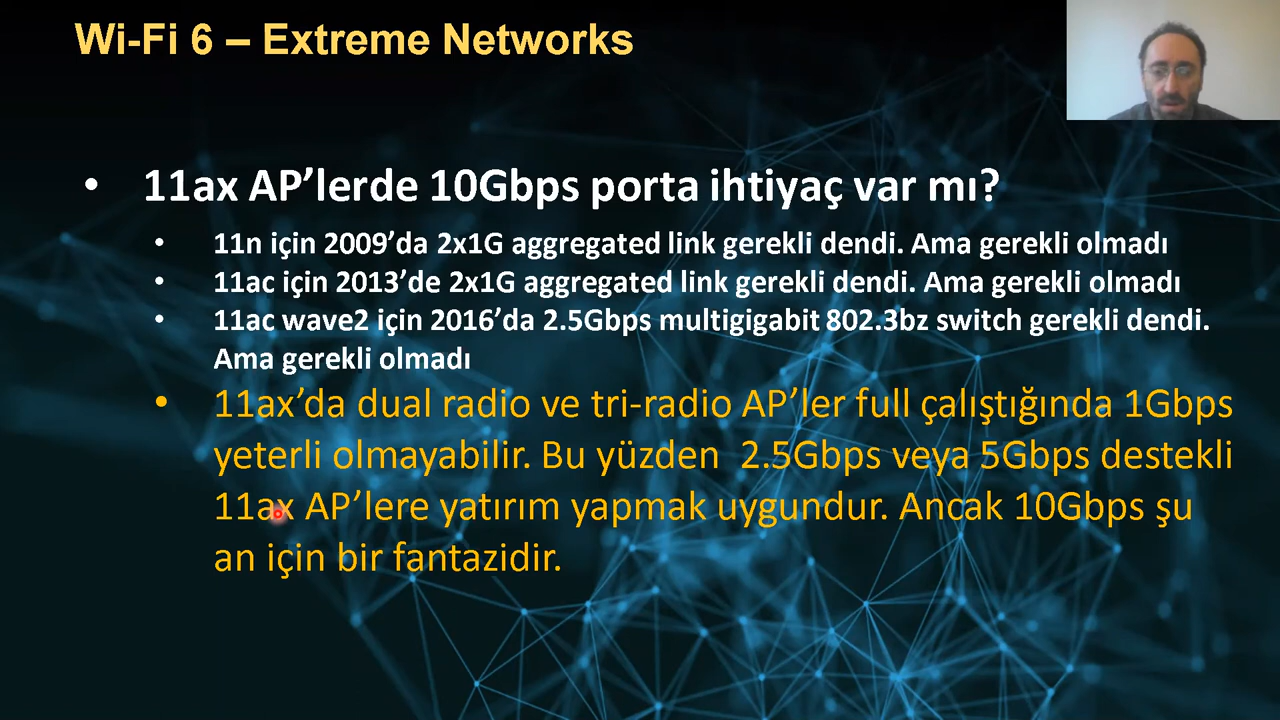 Wi-Fi 6 – Extreme Networks
• 11ax AP’lerde 10Gbps porta ihtiyaç var mı?
• 11n için 2009’da 2x1G aggregated link gerekli dendi. Ama gerekli olmadı
• 11ac için 2013’de 2x1G aggregated link gerekli dendi. Ama gerekli olmadı
• 11ac wave2 için 2016’da 2.5Gbps multigigabit 802.3bz switch gerekli dendi.
Ama gerekli olmadı
• 11ax’da dual radio ve tri-radio AP’ler full çalıştığında 1Gbps
yeterli olmayabilir. Bu yüzden 2.5Gbps veya 5Gbps destekli
11ax AP’lere yatırım yapmak uygundur. Ancak 10Gbps şu
an için bir fantazidir.